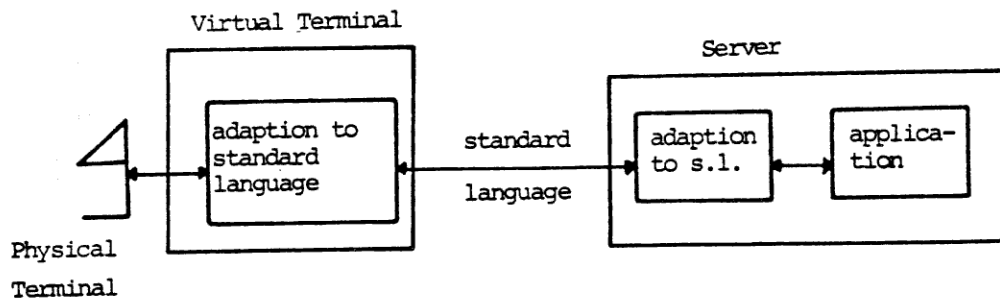 Virtual Terminal
Server
adaption to
standard
language
standard
language
adaption
to s.l.
applica-
tion
Physical
Terminal